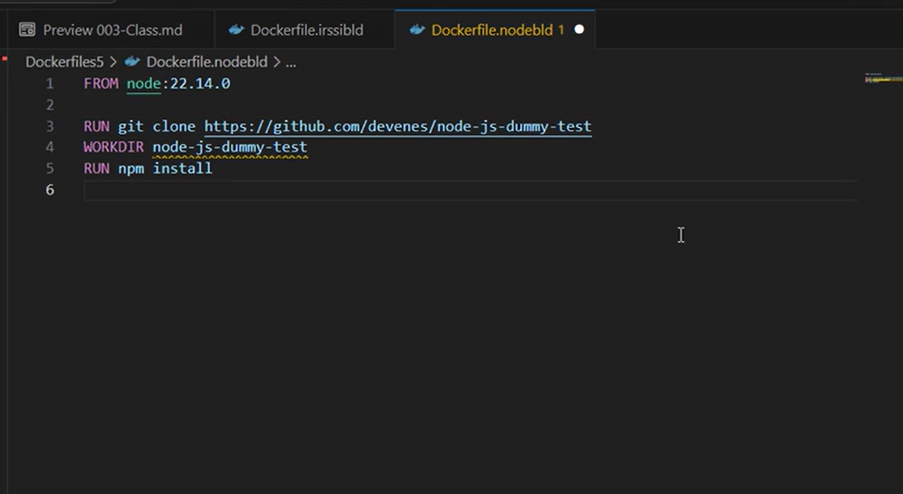 Preview 003-Class.md Dockerfile.irssibld Dockerfile.nodebld 1
Dockerfiles5 > Dockerfile.nodebld > ...
1 FROM node:22.14.0
2
3 RUN git clone https://github.com/devenes/node-js-dummy-test
4 WORKDIR node-js-dummy-test
5 RUN npm install
6